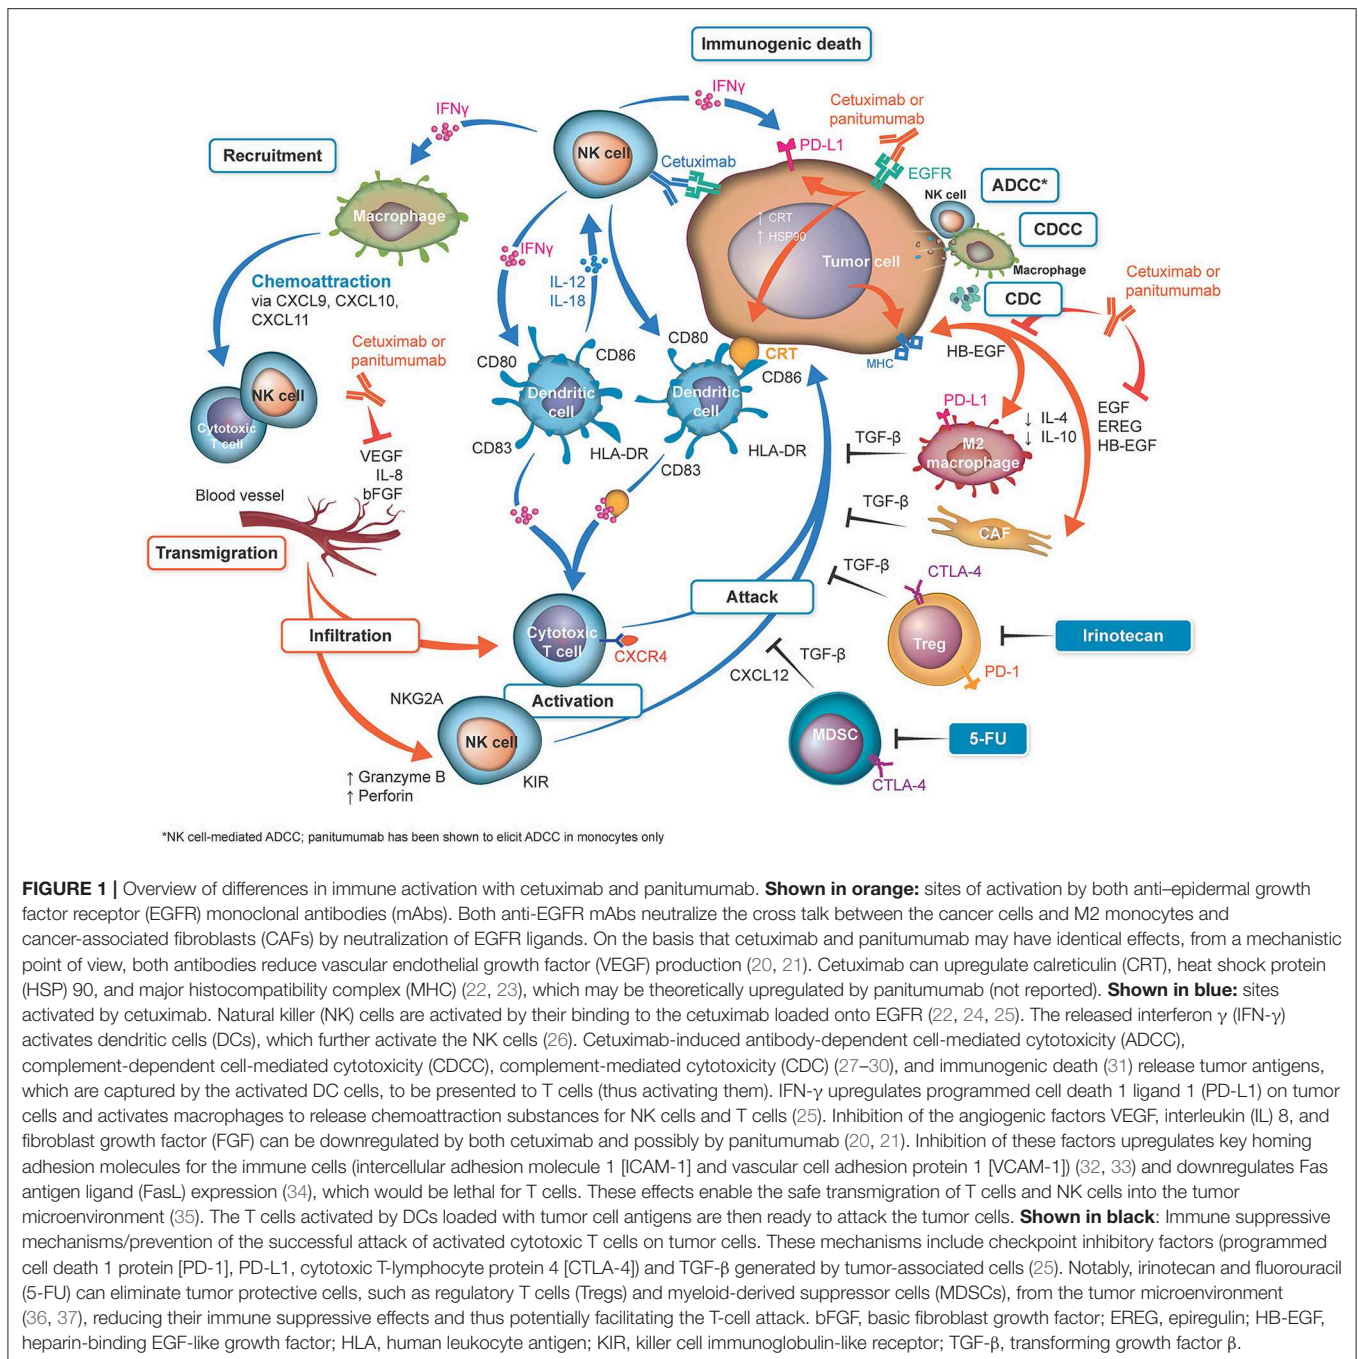 Immunogenic death
IFNγ
IFNγ
Cetuximab or
panitumumab
Recruitment
NK cell
PD-L1
Cetuximab
EGFR
ADCC*
NK cell
Macrophage
↑ CRT
↑ HSP90
CDCC
IFNγ
Tumor cell
Macrophage
Chemoattraction
via CXCL9, CXCL10,
CXCL11
IL-12
IL-18
CDC
Cetuximab or
panitumumab
Cetuximab or
panitumumab
CD80
CD86
CD80
CRT
CD86
MHC
HB-EGF
NK cell
Cytotoxic
T cell
Dendritic
cell
Dendritic
cell
PD-L1
↓ IL-4
↓ IL-10
EGF
EREG
HB-EGF
VEGF
IL-8
bFGF
CD83
HLA-DR
CD83
HLA-DR
TGF-β
M2
macrophage
Blood vessel
TGF-β
CAF
Transmigration
TGF-β
CTLA-4
Attack
Infiltration
Cytotoxic
T cell
CXCR4
Treg
Irinotecan
TGF-β
CXCL12
PD-1
NKG2A
Activation
NK cell
MDSC
5-FU
↑ Granzyme B
↑ Perforin
KIR
CTLA-4
*NK cell-mediated ADCC; panitumumab has been shown to elicit ADCC in monocytes only
FIGURE 1 | Overview of differences in immune activation with cetuximab and panitumumab. Shown in orange: sites of activation by both anti–epidermal growth
factor receptor (EGFR) monoclonal antibodies (mAbs). Both anti-EGFR mAbs neutralize the cross talk between the cancer cells and M2 monocytes and
cancer-associated fibroblasts (CAFs) by neutralization of EGFR ligands. On the basis that cetuximab and panitumumab may have identical effects, from a mechanistic
point of view, both antibodies reduce vascular endothelial growth factor (VEGF) production (20, 21). Cetuximab can upregulate calreticulin (CRT), heat shock protein
(HSP) 90, and major histocompatibility complex (MHC) (22, 23), which may be theoretically upregulated by panitumumab (not reported). Shown in blue: sites
activated by cetuximab. Natural killer (NK) cells are activated by their binding to the cetuximab loaded onto EGFR (22, 24, 25). The released interferon γ (IFN-γ)
activates dendritic cells (DCs), which further activate the NK cells (26). Cetuximab-induced antibody-dependent cell-mediated cytotoxicity (ADCC),
complement-dependent cell-mediated cytotoxicity (CDCC), complement-mediated cytotoxicity (CDC) (27–30), and immunogenic death (31) release tumor antigens,
which are captured by the activated DC cells, to be presented to T cells (thus activating them). IFN-γ upregulates programmed cell death 1 ligand 1 (PD-L1) on tumor
cells and activates macrophages to release chemoattraction substances for NK cells and T cells (25). Inhibition of the angiogenic factors VEGF, interleukin (IL) 8, and
fibroblast growth factor (FGF) can be downregulated by both cetuximab and possibly by panitumumab (20, 21). Inhibition of these factors upregulates key homing
adhesion molecules for the immune cells (intercellular adhesion molecule 1 [ICAM-1] and vascular cell adhesion protein 1 [VCAM-1]) (32, 33) and downregulates Fas
antigen ligand (FasL) expression (34), which would be lethal for T cells. These effects enable the safe transmigration of T cells and NK cells into the tumor
microenvironment (35). The T cells activated by DCs loaded with tumor cell antigens are then ready to attack the tumor cells. Shown in black: Immune suppressive
mechanisms/prevention of the successful attack of activated cytotoxic T cells on tumor cells. These mechanisms include checkpoint inhibitory factors (programmed
cell death 1 protein [PD-1], PD-L1, cytotoxic T-lymphocyte protein 4 [CTLA-4]) and TGF-β generated by tumor-associated cells (25). Notably, irinotecan and fluorouracil
(5-FU) can eliminate tumor protective cells, such as regulatory T cells (Tregs) and myeloid-derived suppressor cells (MDSCs), from the tumor microenvironment
(36, 37), reducing their immune suppressive effects and thus potentially facilitating the T-cell attack. bFGF, basic fibroblast growth factor; EREG, epiregulin; HB-EGF,
heparin-binding EGF-like growth factor; HLA, human leukocyte antigen; KIR, killer cell immunoglobulin-like receptor; TGF-β, transforming growth factor β.